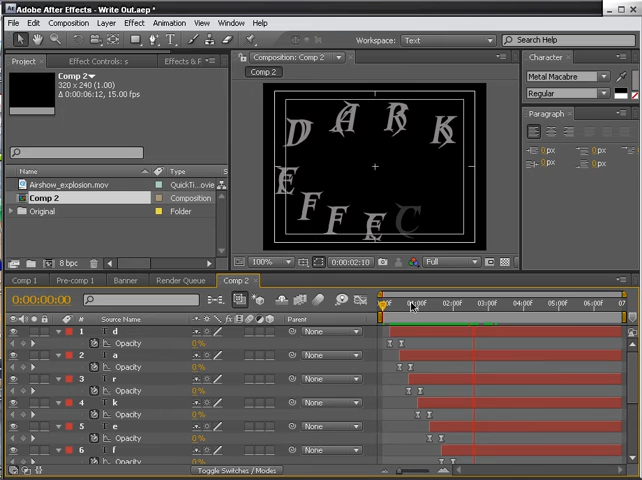 Adobe After Effects - Write Out.aep *
File Edit Composition Layer Effect Animation View Window Help
Workspace: Text Search Help
Project Effect Controls: Effects & P
Comp 2
320 x 240 (1.00)
Δ 0:00:06:12, 15.00 fps
Name Type
Airshow_explosion.mov QuickTi...ovie
Comp 2 Composition
Original Folder
8 bpc
Composition: Comp 2
Comp 2
D A R K
E F F E C
100% 0:00:02:10 Full
Character
Metal Macabre
Regular
Paragraph
0 px 0 px
0 px 0 px
Comp 1 Pre-comp 1 Banner Render Queue Comp 2
0:00:00:00
01:00F 02:00F 03:00F 04:00F 05:00F 06:00F 07
# Source Name Parent
1 T d None
Opacity 0 %
2 T a None
Opacity 0 %
3 T r None
Opacity 0 %
4 T k None
Opacity 0 %
5 T e None
Opacity 0 %
6 T f None
Opacity 0 %
Toggle Switches / Modes